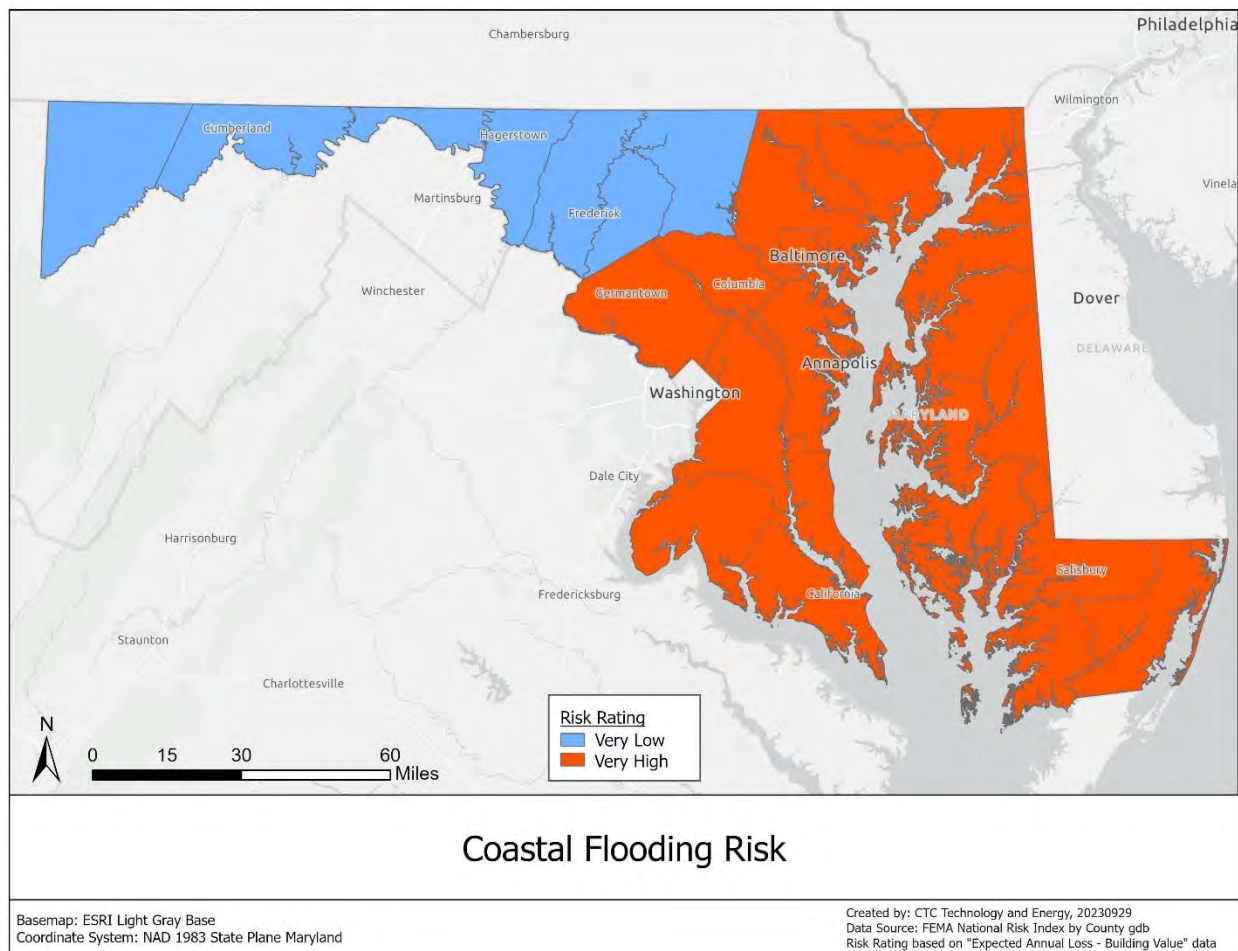 Philadelphia
Chambersburg
Wilmington
Cumberland
Hagerstown
Vinela
Martinsburg
Frederick
Baltimore
Winchester
Germantown
Columbia
Dover
DELAWARE
Annapolis
Washington
MARYLAND
Dale City
Harrisonburg
Salisbury
Fredericksburg
California
Staunton
Charlottesville
N
0 15 30 60
Miles
Risk Rating
Very Low
Very High
Coastal Flooding Risk
Basemap: ESRI Light Gray Base
Coordinate System: NAD 1983 State Plane Maryland
Created by: CTC Technology and Energy, 20230929
Data Source: FEMA National Risk Index by County gdb
Risk Rating based on "Expected Annual Loss - Building Value" data